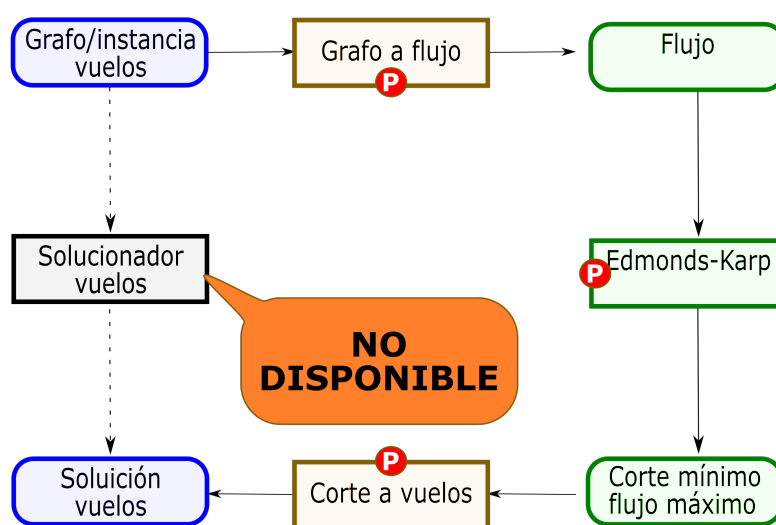 Grafo/instancia
vuelos
Grafo a flujo
P
Flujo
Solucionador
vuelos
P
Edmonds-Karp
NO
DISPONIBLE
Soluición
vuelos
P
Corte a vuelos
Corte mínimo
flujo máximo